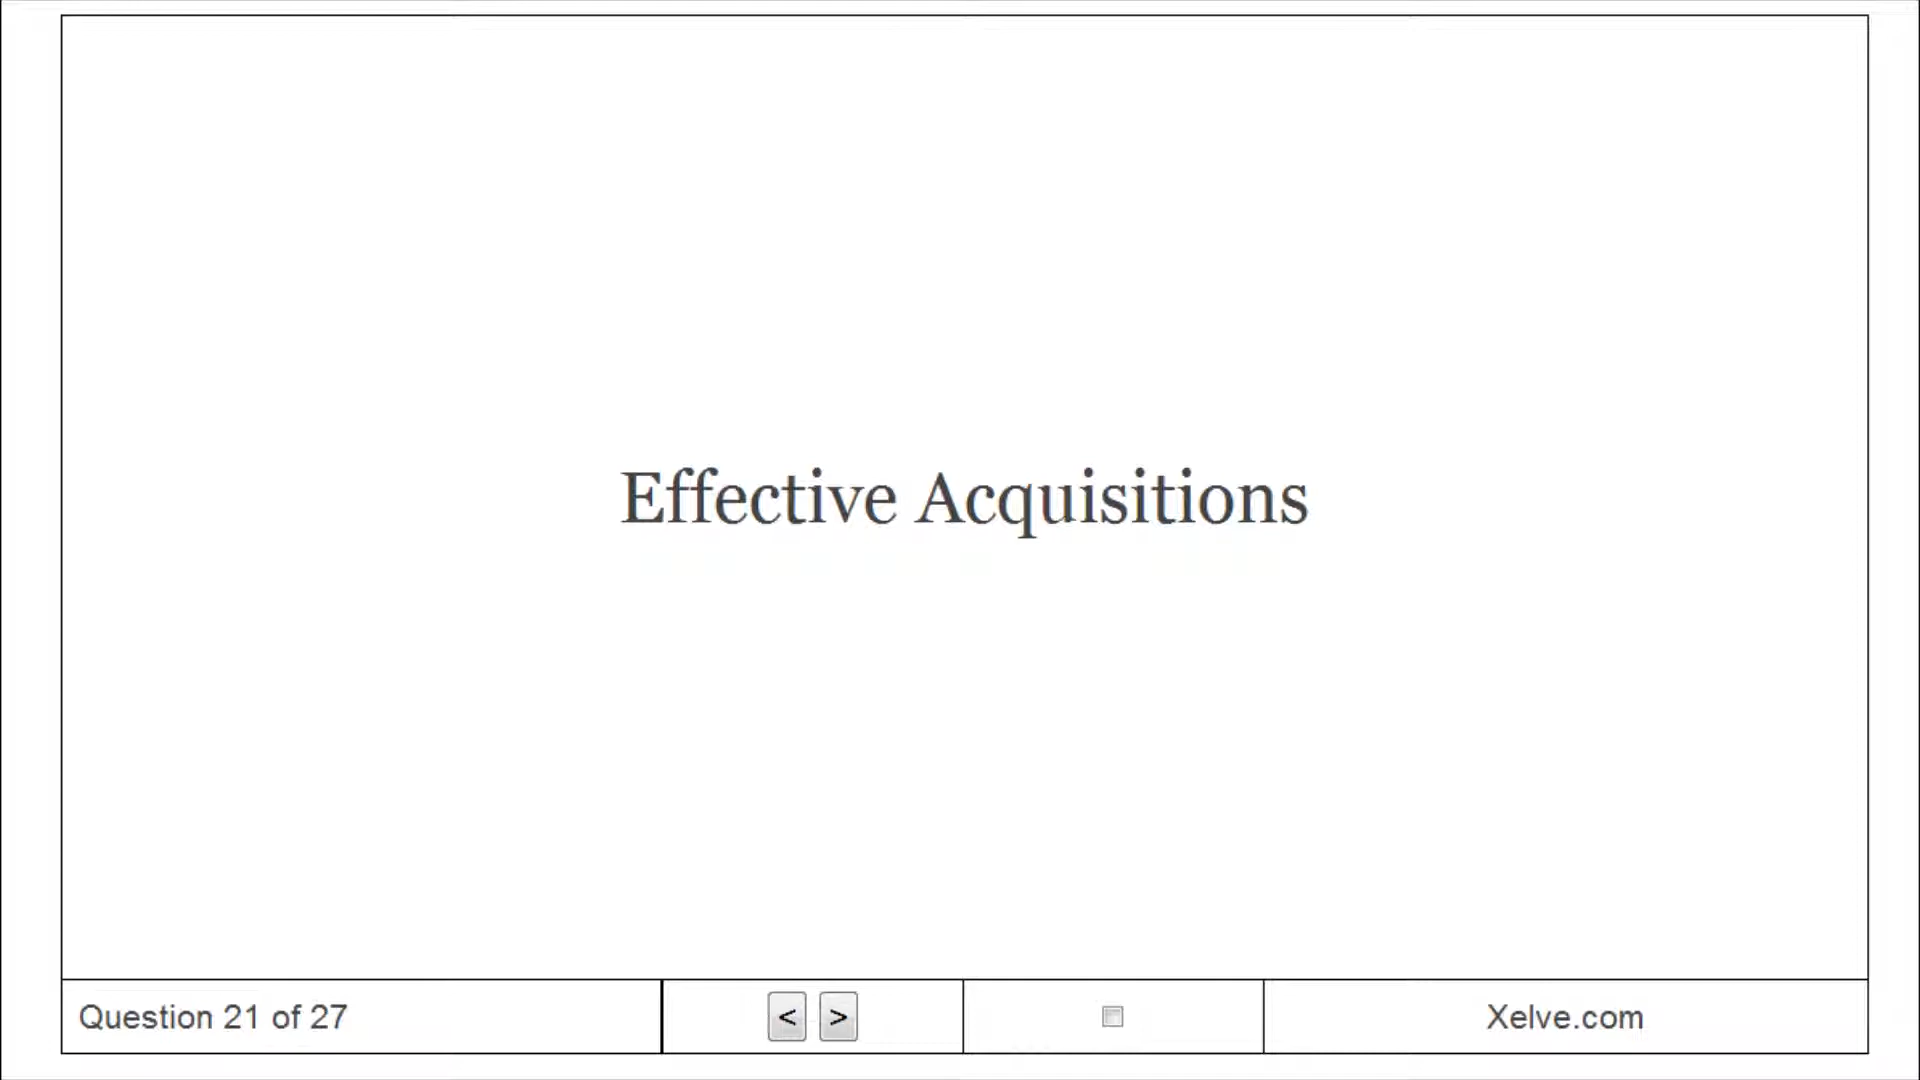 Effective Acquisitions
Question 21 of 27
< >
Xelve.com